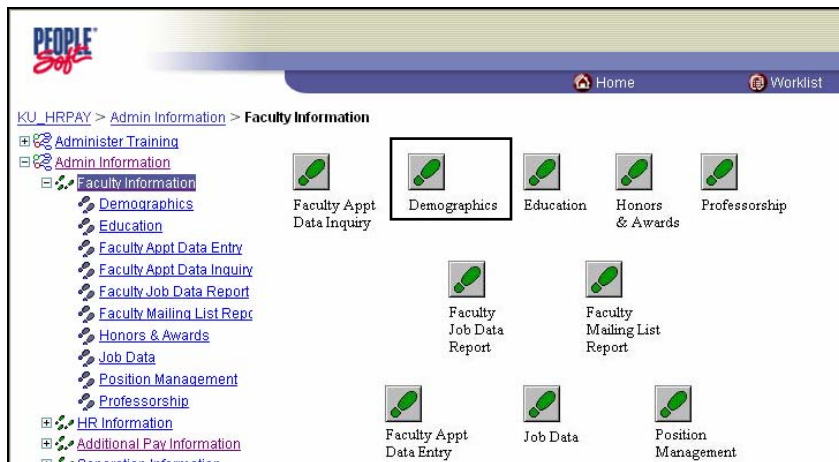 PEOPLE
Soft
Home
Worklist
KU_HRPAY > Admin Information > Faculty Information
Administer Training
Admin Information
Faculty Information
Demographics
Education
Faculty Appt Data Entry
Faculty Appt Data Inquiry
Faculty Job Data Report
Faculty Mailing List Repo
Honors & Awards
Job Data
Position Management
Professorship
HR Information
Additional Pay Information
Faculty Appt
Data Inquiry
Demographics
Education
Honors
& Awards
Professorship
Faculty
Job Data
Report
Faculty
Mailing List
Report
Faculty Appt
Data Entry
Job Data
Position
Management